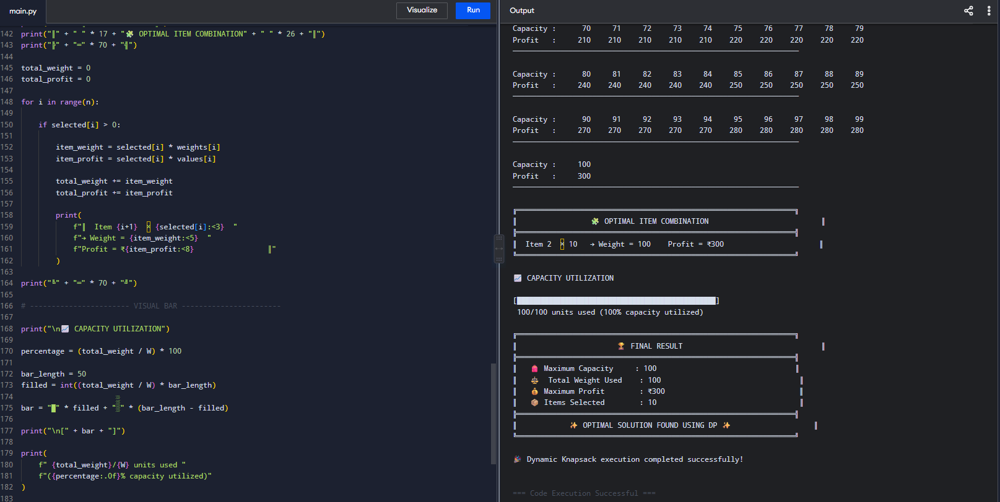 main.py
Visualize
Run
142 print("║" + " " * 17 + "🧩 OPTIMAL ITEM COMBINATION" + " " * 26 + "║")
143 print("╠" + "═" * 70 + "╣")
144
145 total_weight = 0
146 total_profit = 0
147
148 for i in range(n):
149
150     if selected[i] > 0:
151
152         item_weight = selected[i] * weights[i]
153         item_profit = selected[i] * values[i]
154
155         total_weight += item_weight
156         total_profit += item_profit
157
158         print(
159             f"║  Item {i+1}  × {selected[i]:<3}  "
160             f"→ Weight = {item_weight:<5}  "
161             f"Profit = ₹{item_profit:<8}                 ║"
162         )
163
164 print("╚" + "═" * 70 + "╝")
165
166 # ----------------------- VISUAL BAR -----------------------
167
168 print("\n📈 CAPACITY UTILIZATION")
169
170 percentage = (total_weight / W) * 100
171
172 bar_length = 50
173 filled = int((total_weight / W) * bar_length)
174
175 bar = "█" * filled + "░" * (bar_length - filled)
176
177 print("\n[" + bar + "]")
178
179 print(
180     f" {total_weight}/{W} units used "
181     f"({percentage:.0f}% capacity utilized)"
182 )
183
Output
Capacity :      70     71     72     73     74     75     76     77     78     79
Profit   :     210    210    210    210    210    220    220    220    220    220
Capacity :      80     81     82     83     84     85     86     87     88     89
Profit   :     240    240    240    240    240    250    250    250    250    250
Capacity :      90     91     92     93     94     95     96     97     98     99
Profit   :     270    270    270    270    270    280    280    280    280    280
Capacity :     100
Profit   :     300
🧩 OPTIMAL ITEM COMBINATION
Item 2  × 10   → Weight = 100    Profit = ₹300
📈 CAPACITY UTILIZATION
[██████████████████████████████████████████████████]
100/100 units used (100% capacity utilized)
🏆 FINAL RESULT
🎒 Maximum Capacity     : 100
⚖️ Total Weight Used    : 100
💰 Maximum Profit        : ₹300
📦 Items Selected        : 10
✨ OPTIMAL SOLUTION FOUND USING DP ✨
🎉 Dynamic Knapsack execution completed successfully!
=== Code Execution Successful ===